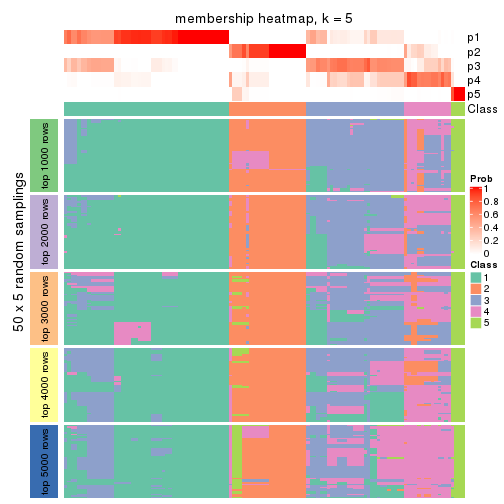 membership heatmap, k = 5
p1
p2
p3
p4
p5
Class
50 x 5 random samplings
top 1000 rows
top 2000 rows
top 3000 rows
top 4000 rows
top 5000 rows
Prob
1
0.8
0.6
0.4
0.2
0
Class
1
2
3
4
5